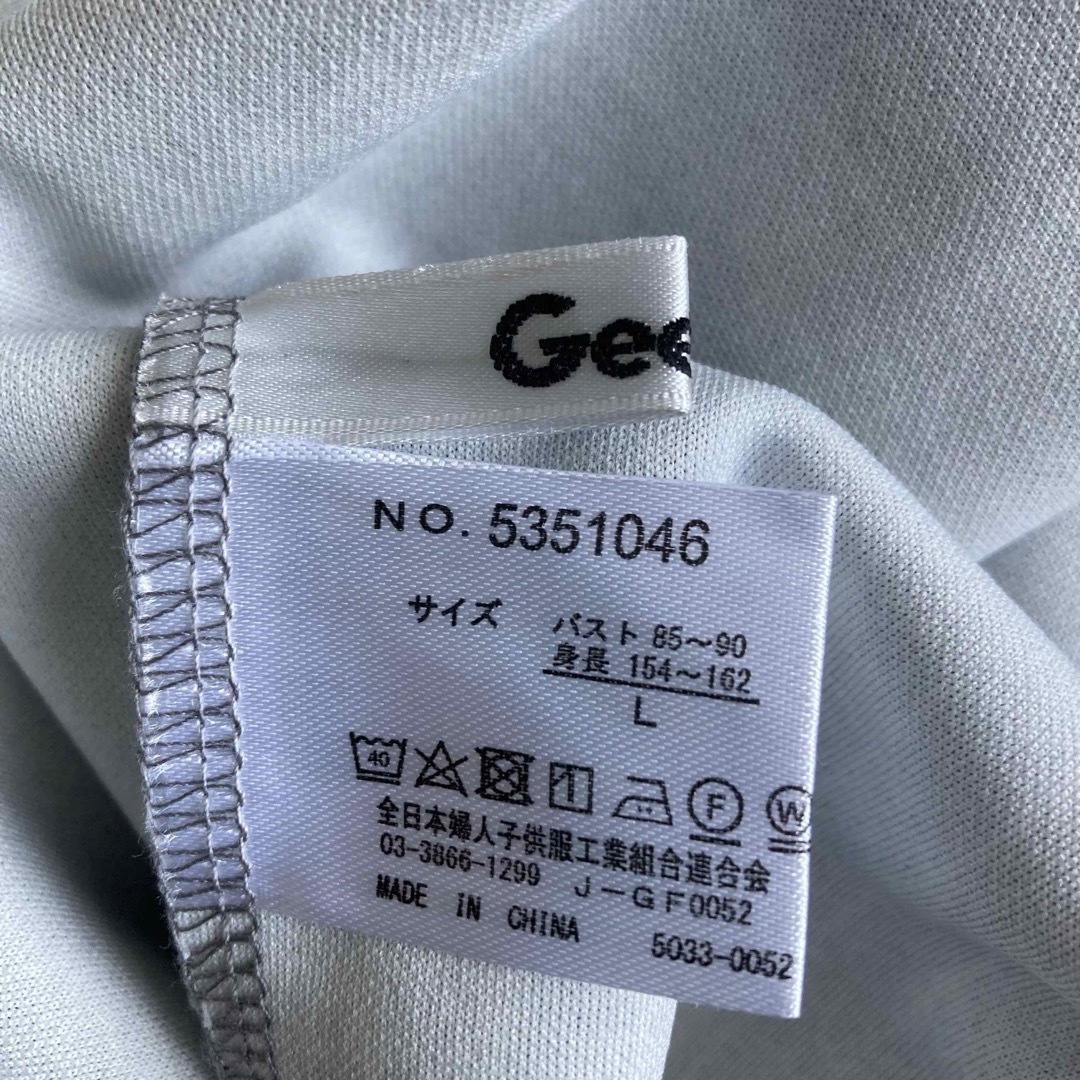 Gee
NO. 5351046
サイズ バスト 85～90
身長 154～162
L
40 F W
全日本婦人子供服工業組合連合会
03-3866-1299 J-GF0052
MADE IN CHINA 5033-0052